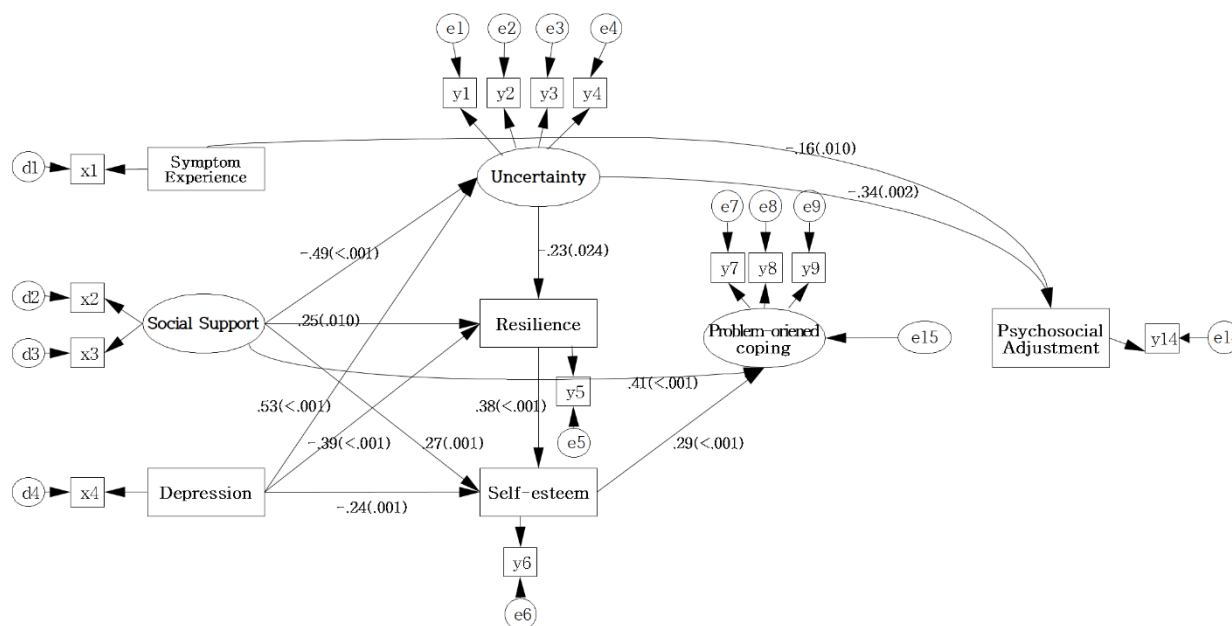 e1
e2
e3
e4
y1
y2
y3
y4
d1
x1
Symptom
Experience
Uncertainty
-.16(.010)
-.34(.002)
e7
e8
e9
-.49(<.001)
-.23(.024)
y7
y8
y9
d2
x2
Social Support
.25(.010)
Resilience
Problem-oriened
coping
e15
Psychosocial
Adjustment
y14
d3
x3
.53(<.001)
.41(<.001)
y5
.38(<.001)
-.39(<.001)
.27(.001)
e5
.29(<.001)
d4
x4
Depression
-.24(.001)
Self-esteem
y6
e6